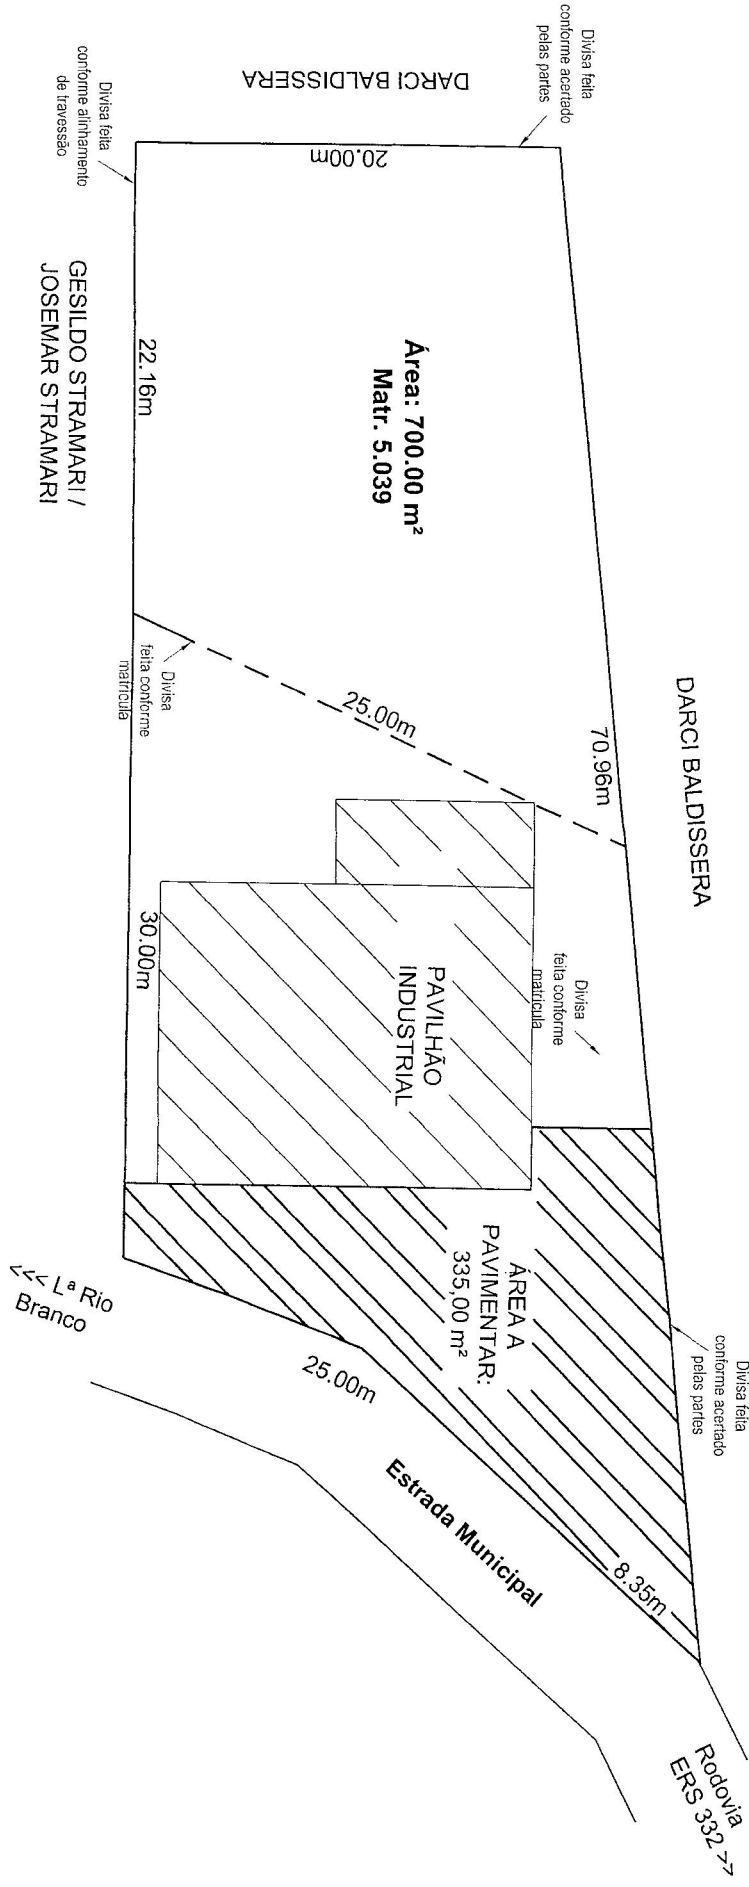 Divisa feita
conforme acertado
pelas partes
DARCI BALDISSERA
Divisa feita
conforme alinhamento
de travessão
20.00m
GESILDO STRAMARI /
JOSEMAR STRAMARI
22.16m
Área: 700.00 m²
Matr. 5.039
Divisa
feita conforme
matrícula
25.00m
70.96m
DARCI BALDISSERA
30.00m
PAVILHÃO
INDUSTRIAL
Divisa
feita conforme
matrícula
ÁREA A
PAVIMENTAR:
335,00 m²
Divisa feita
conforme acertado
pelas partes
<<< Lª Rio
Branco
25.00m
Estrada Municipal
8.35m
Rodovia
ERS 332 >>